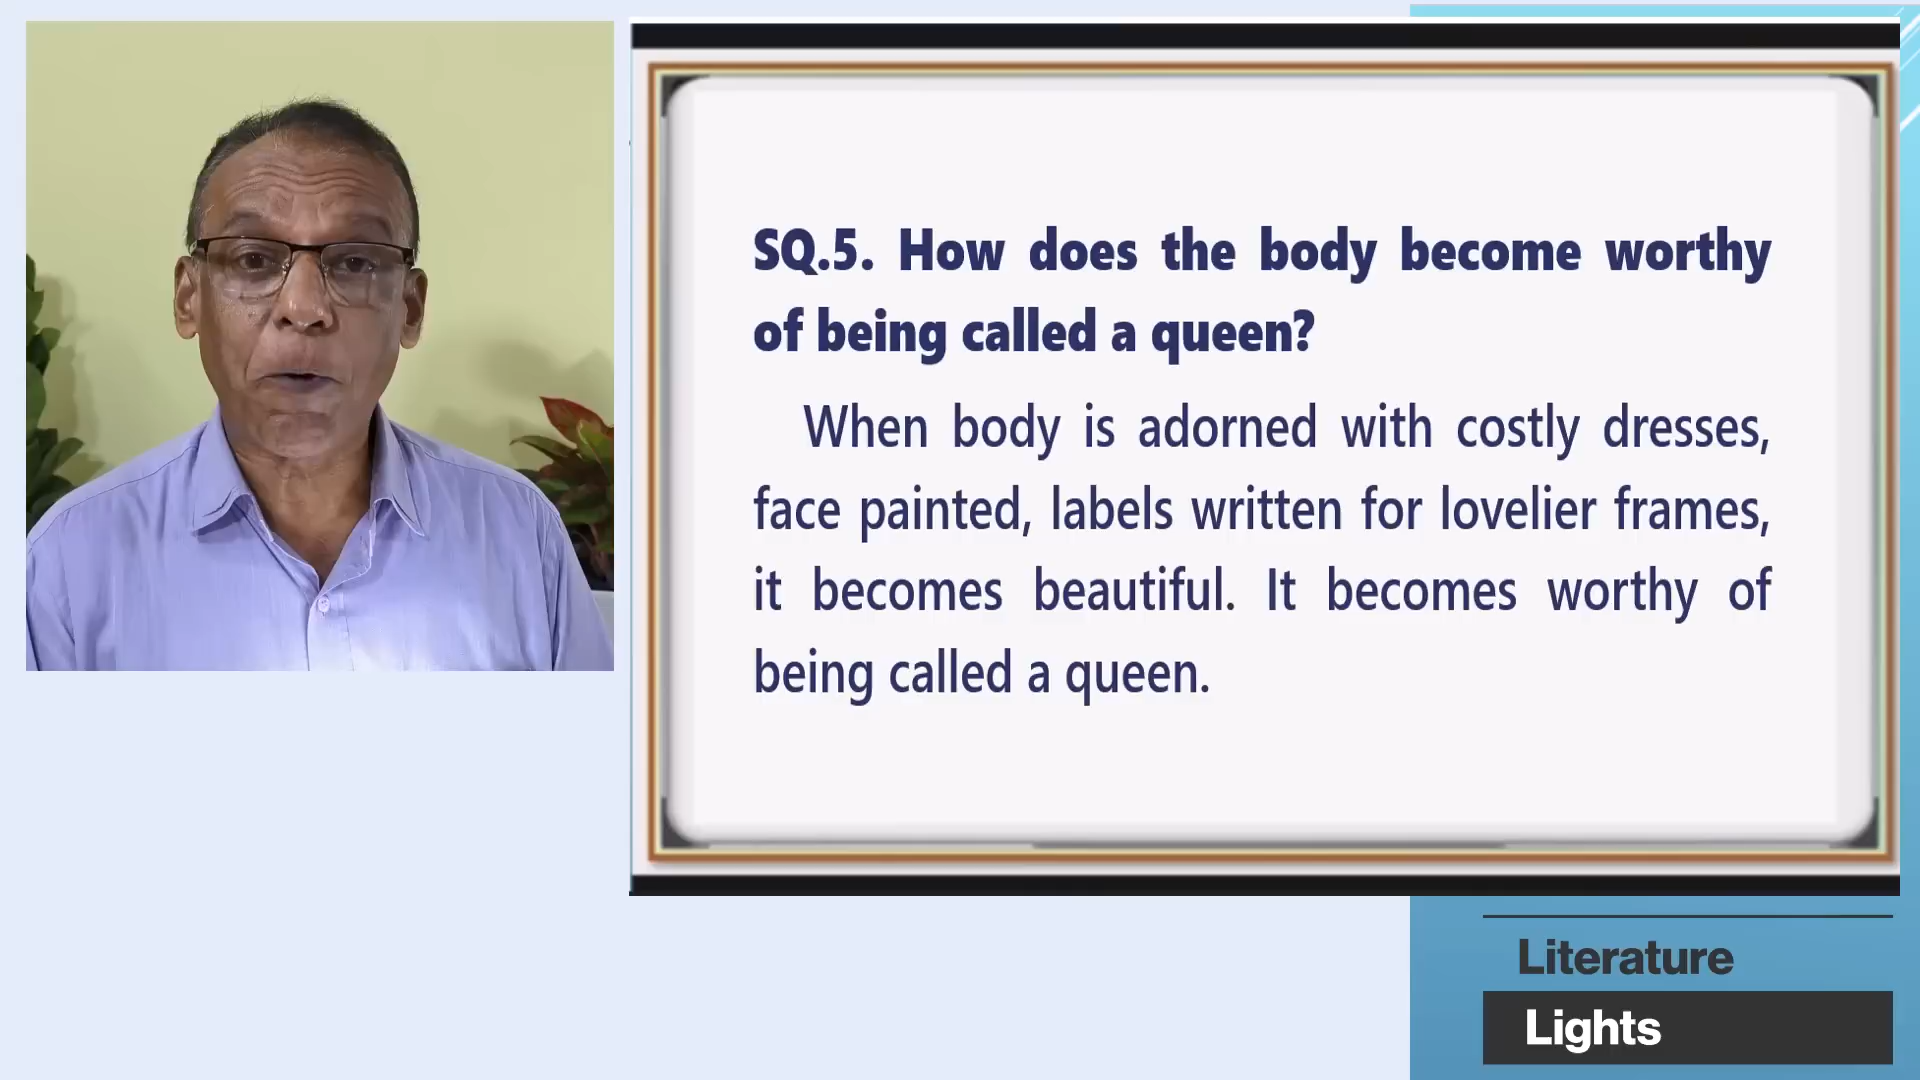 SQ.5. How does the body become worthy
of being called a queen?
When body is adorned with costly dresses,
face painted, labels written for lovelier frames,
it becomes beautiful. It becomes worthy of
being called a queen.
Literature
Lights